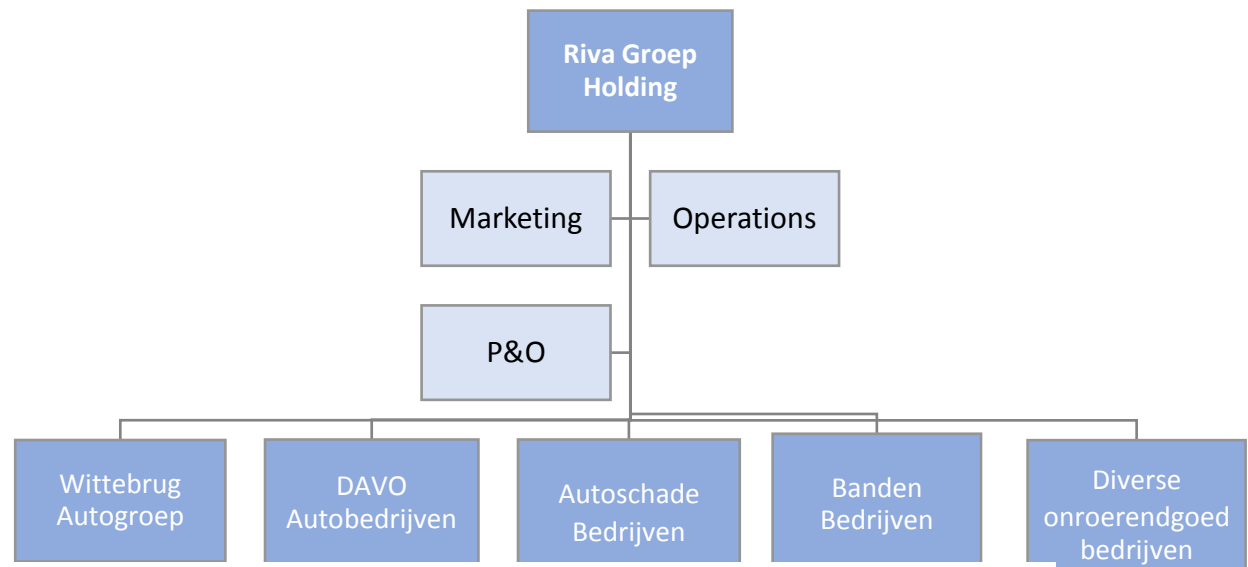 Riva Groep
Holding
Marketing
Operations
P&O
Wittebrug
Autogroep
DAVO
Autobedrijven
Autoschade
Bedrijven
Banden
Bedrijven
Diverse
onroerendgoed
bedrijven